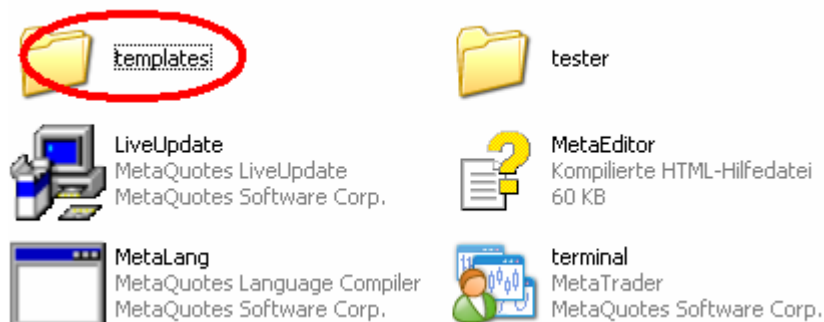 templates
tester
LiveUpdate
MetaQuotes LiveUpdate
MetaQuotes Software Corp.
MetaEditor
Kompilierte HTML-Hilfedatei
60 KB
MetaLang
MetaQuotes Language Compiler
MetaQuotes Software Corp.
terminal
MetaTrader
MetaQuotes Software Corp.